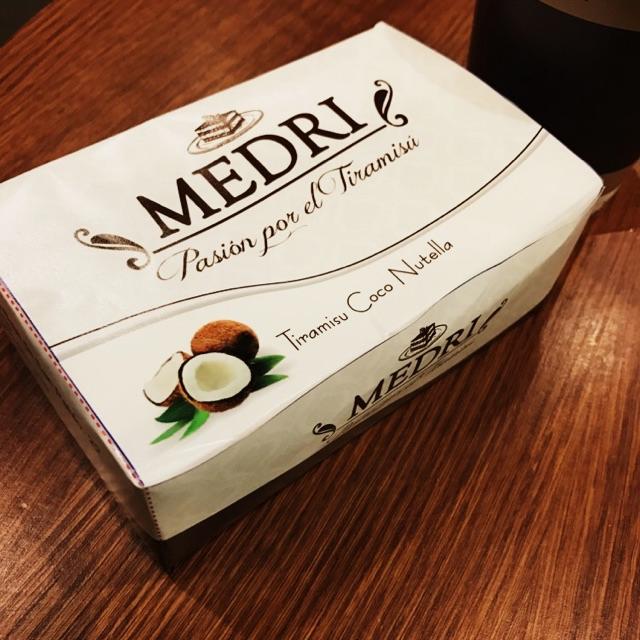 MEDRI
Pasión por el Tiramisú
Tiramisu Coco Nutella
MEDRI